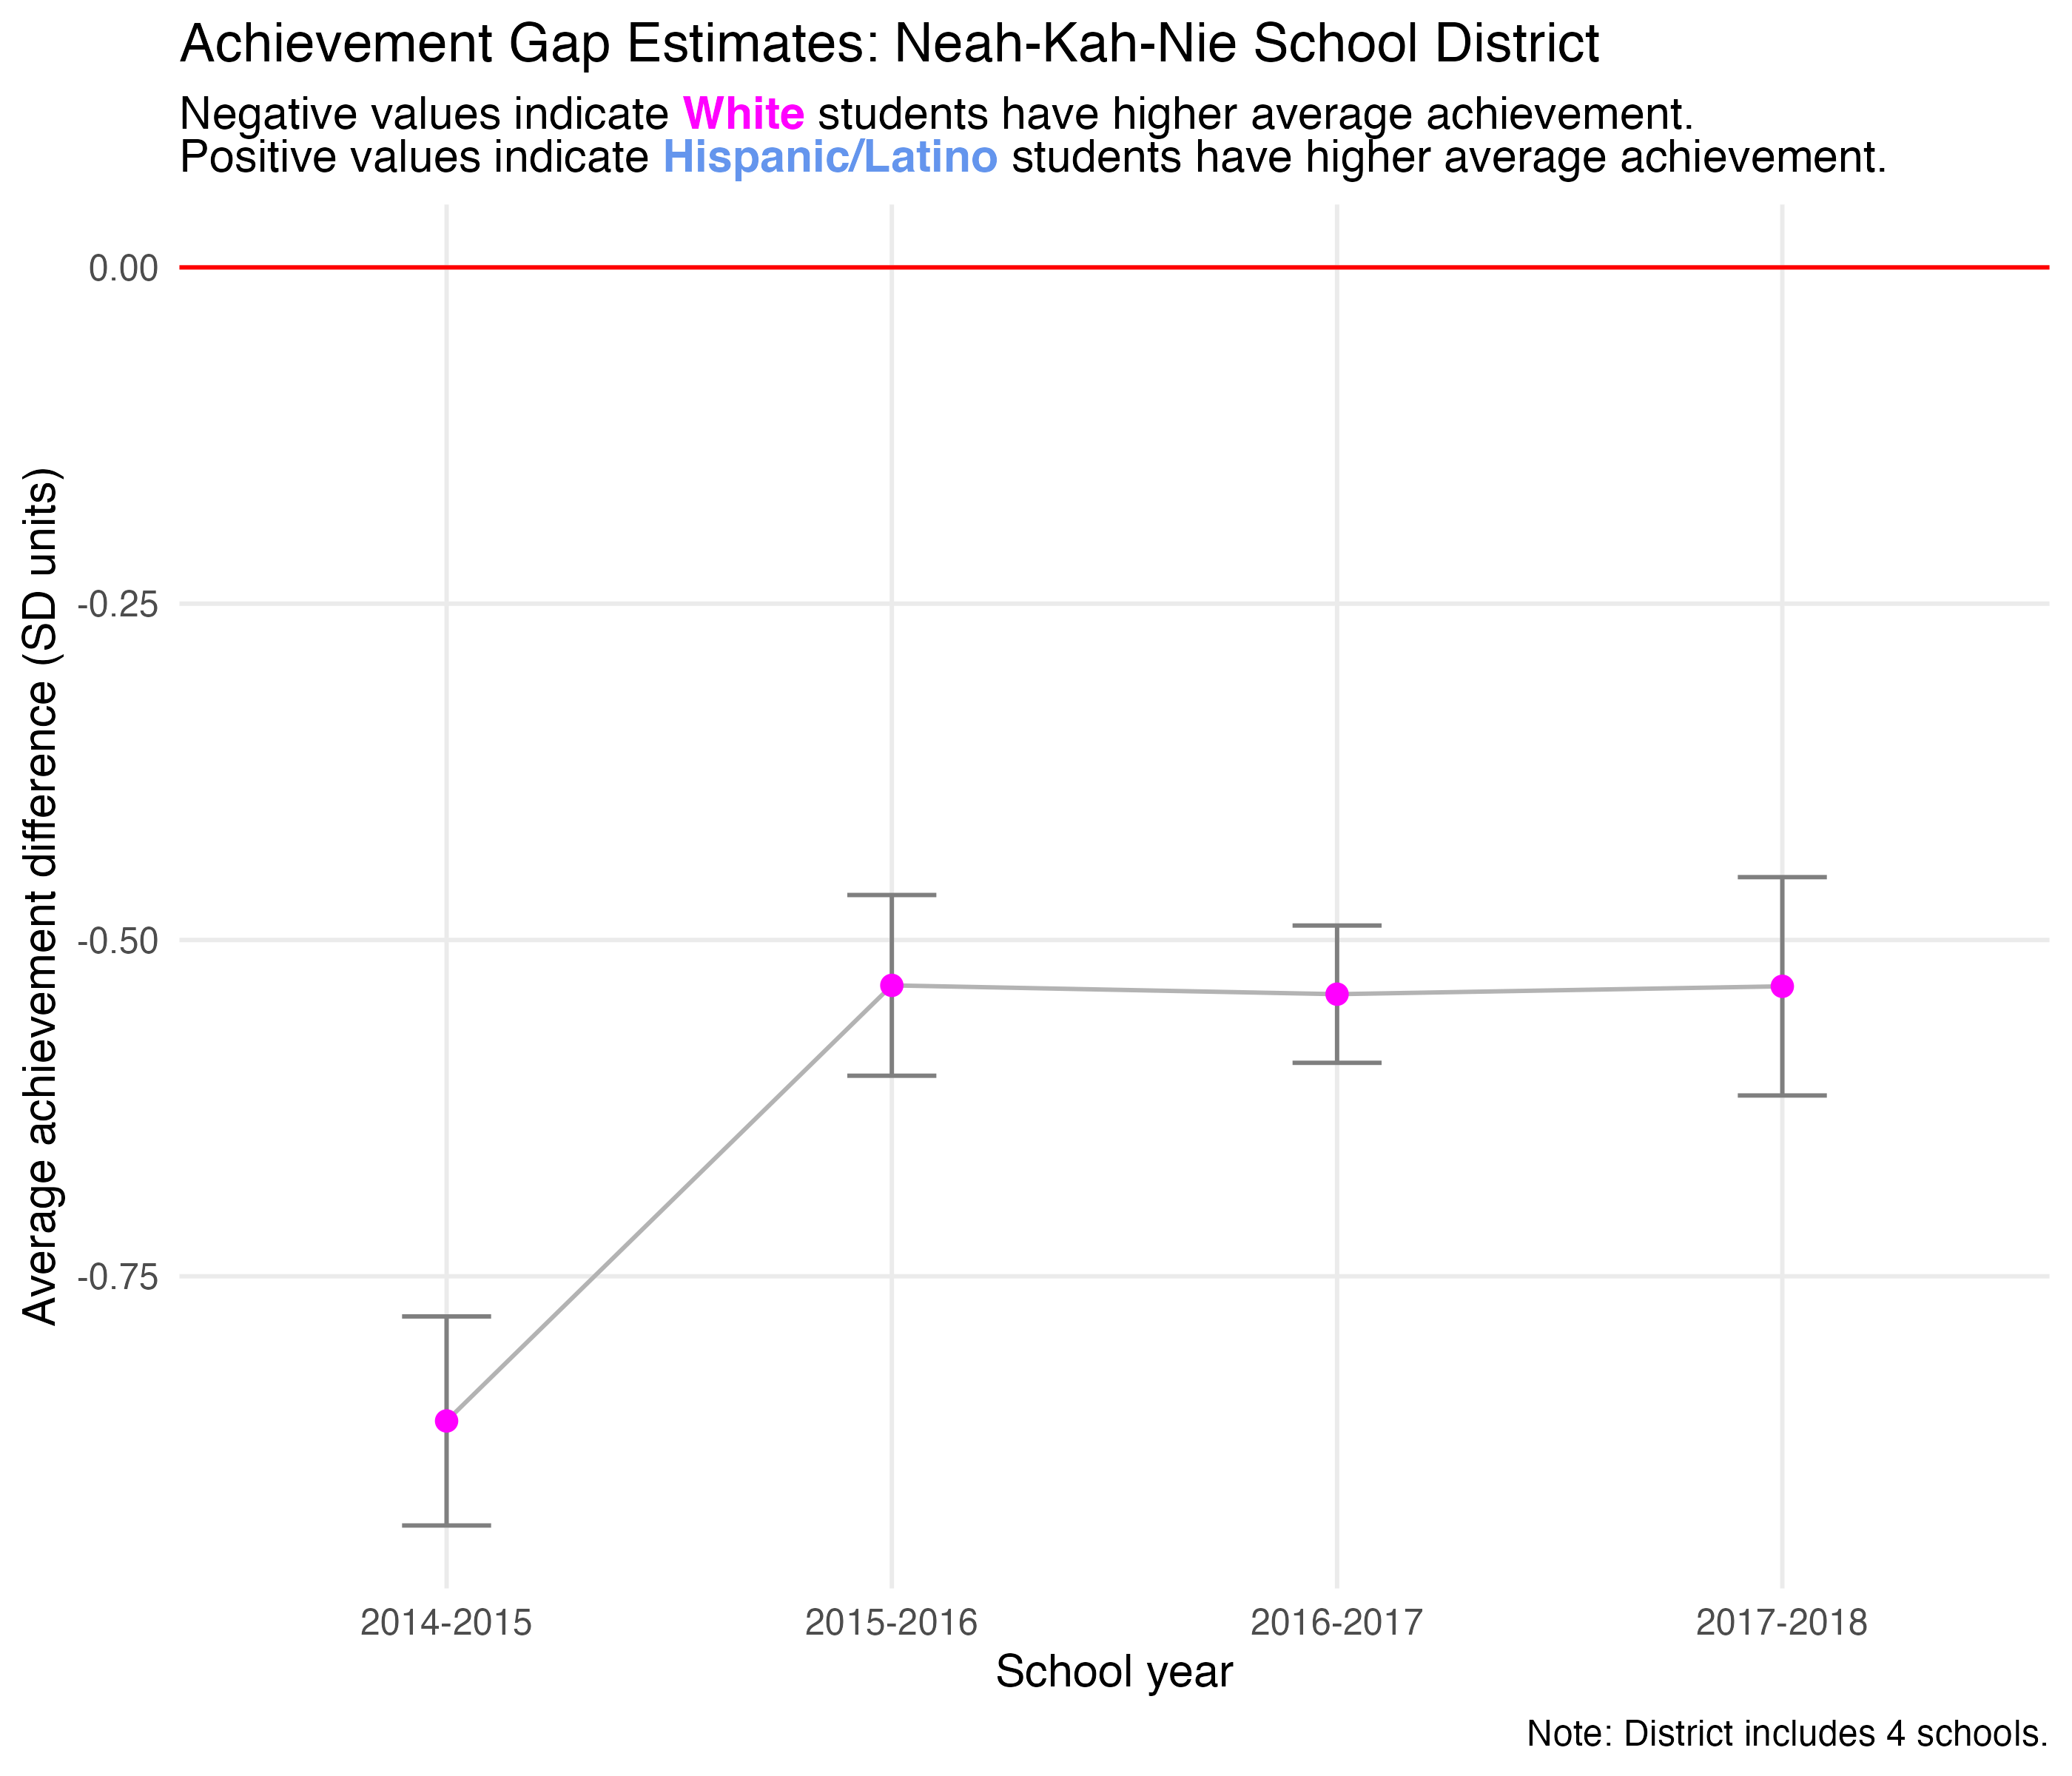 Achievement Gap Estimates: Neah-Kah-Nie School District
Negative values indicate White students have higher average achievement.
Positive values indicate Hispanic/Latino students have higher average achievement.
Average achievement difference (SD units)
0.00
-0.25
-0.50
-0.75
2014-2015
2015-2016
2016-2017
2017-2018
School year
Note: District includes 4 schools.